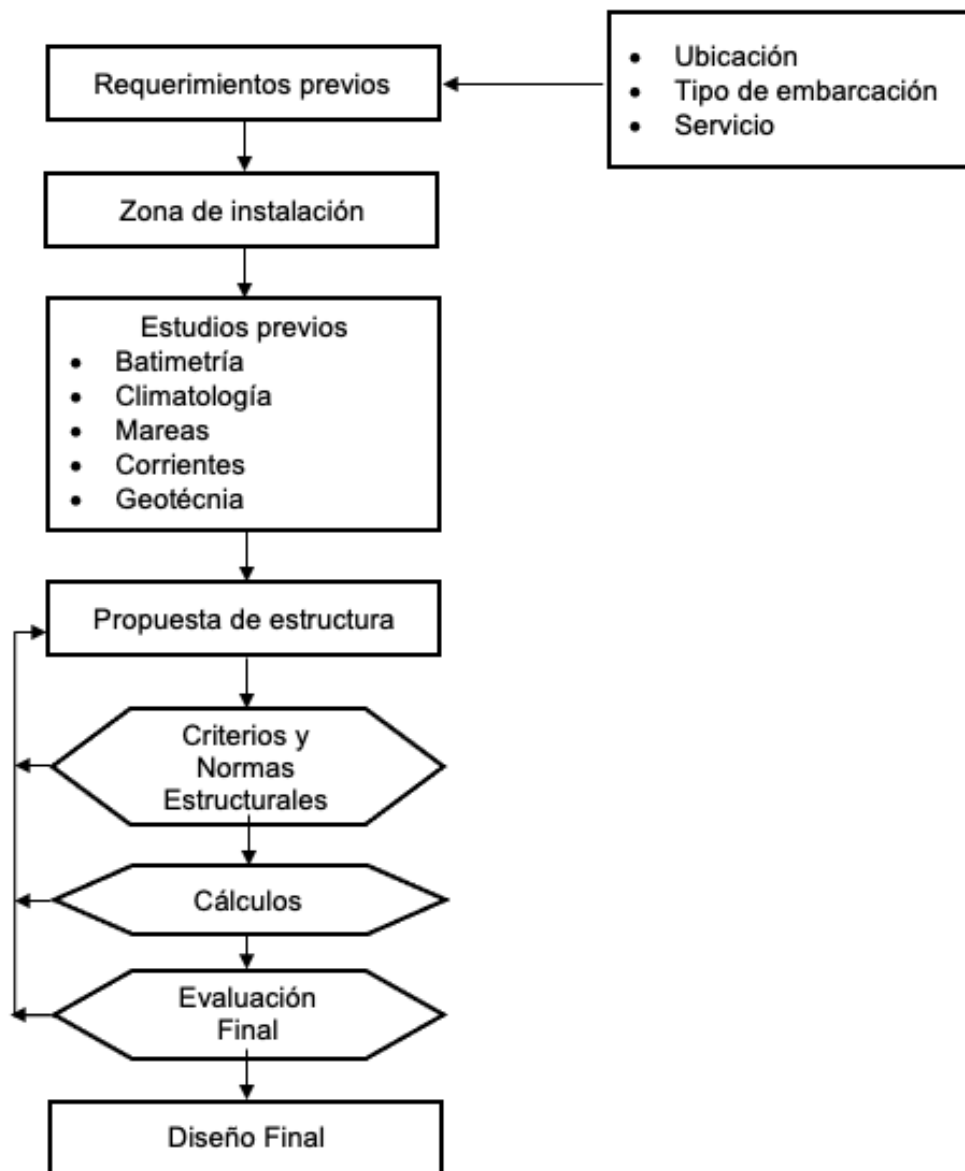 Requerimientos previos
• Ubicación
• Tipo de embarcación
• Servicio
Zona de instalación
Estudios previos
• Batimetría
• Climatología
• Mareas
• Corrientes
• Geotécnia
Propuesta de estructura
Criterios y
Normas
Estructurales
Cálculos
Evaluación
Final
Diseño Final